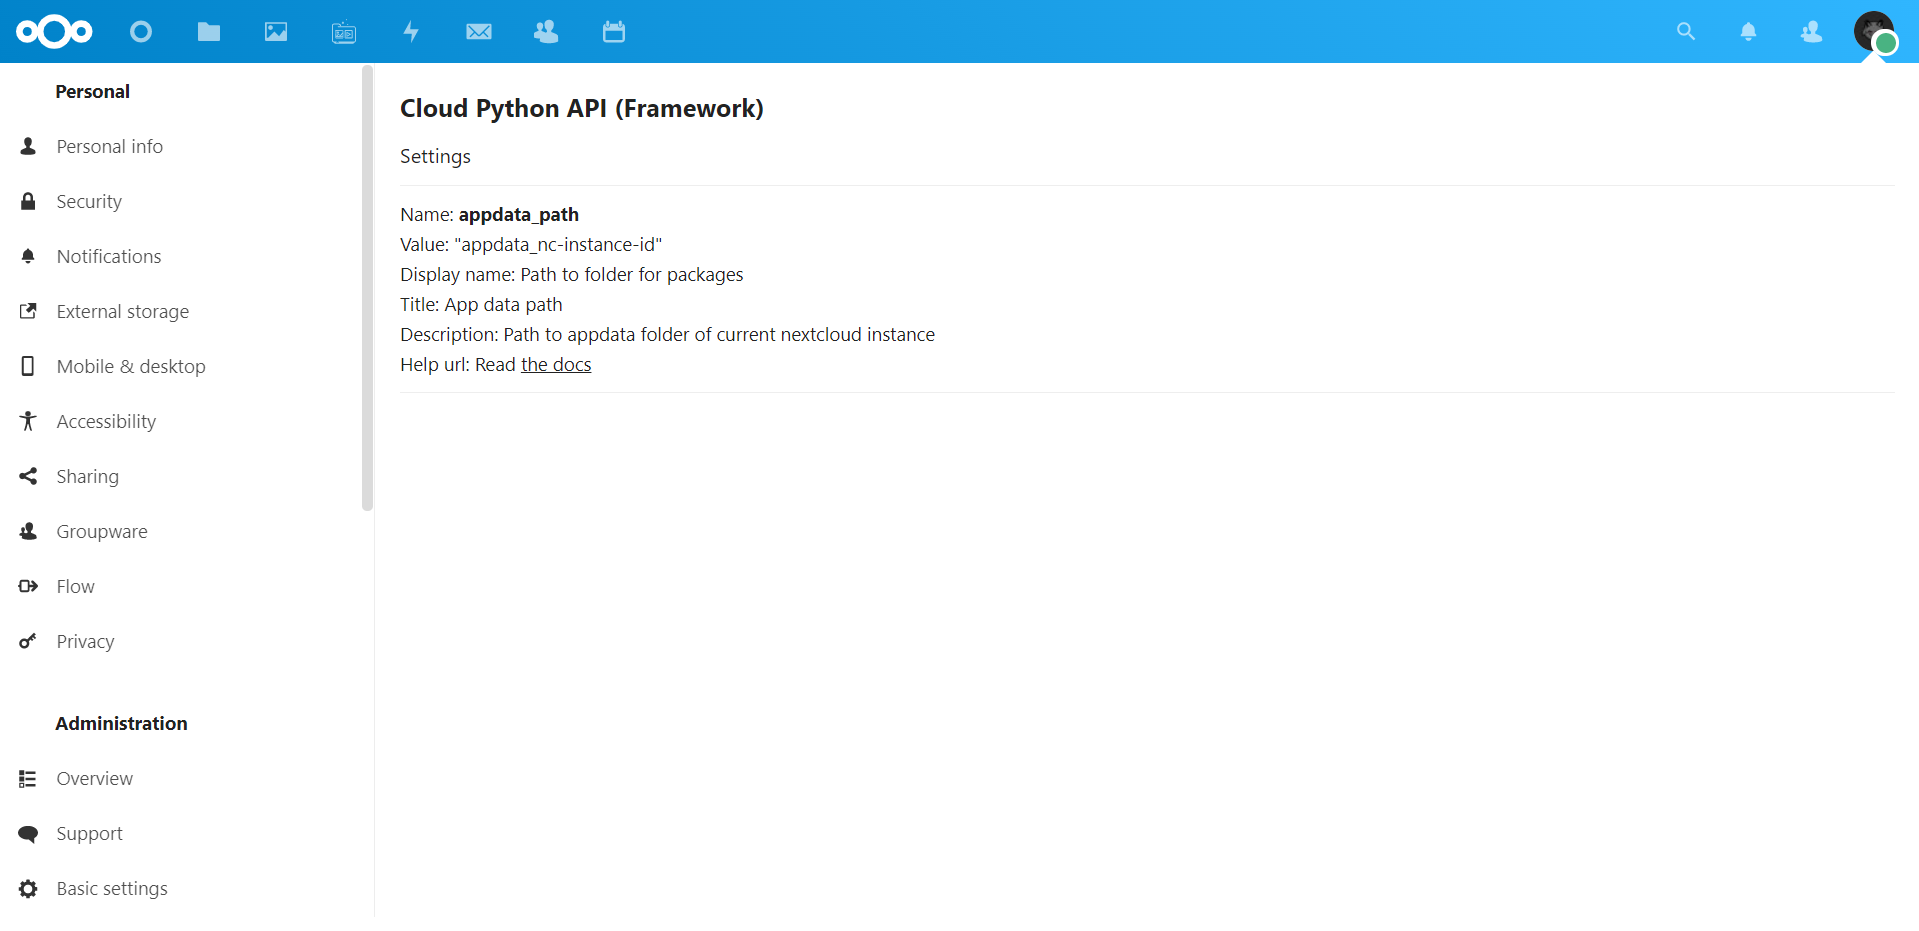 Personal
Personal info
Security
Notifications
External storage
Mobile & desktop
Accessibility
Sharing
Groupware
Flow
Privacy
Administration
Overview
Support
Basic settings
Cloud Python API (Framework)
Settings
Name: appdata_path
Value: "appdata_nc-instance-id"
Display name: Path to folder for packages
Title: App data path
Description: Path to appdata folder of current nextcloud instance
Help url: Read the docs